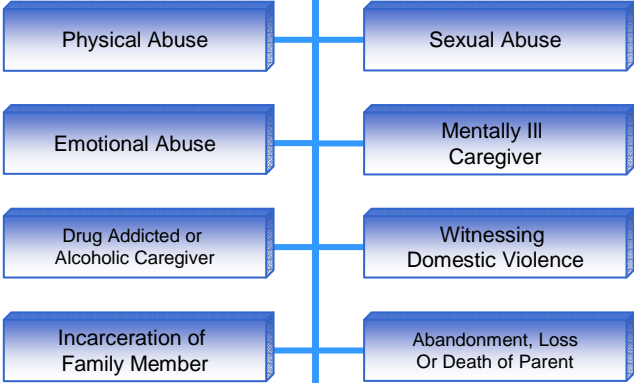 Physical Abuse
Sexual Abuse
Emotional Abuse
Mentally Ill
Caregiver
Drug Addicted or
Alcoholic Caregiver
Witnessing
Domestic Violence
Incarceration of
Family Member
Abandonment, Loss
Or Death of Parent